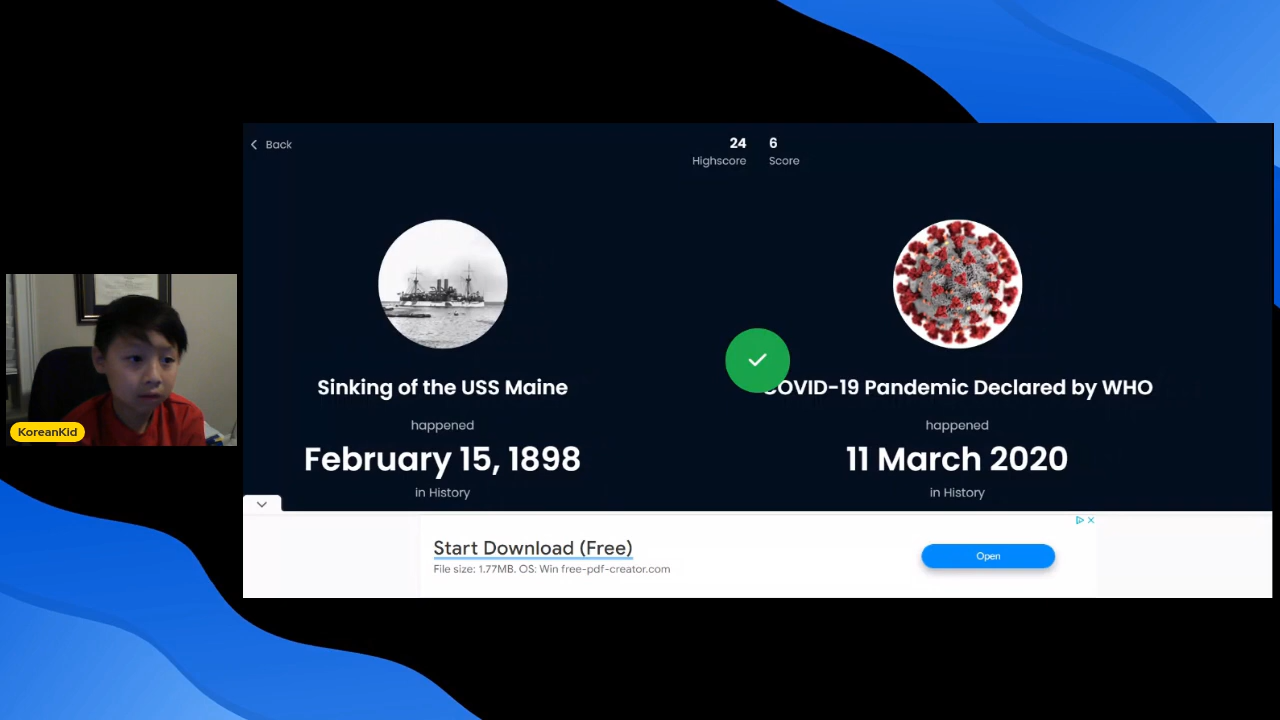 Back
24 6
Highscore Score
Sinking of the USS Maine
happened
February 15, 1898
in History
COVID-19 Pandemic Declared by WHO
happened
11 March 2020
in History
KoreanKid
Start Download (Free)
File size: 1.77MB. OS: Win free-pdf-creator.com
Open